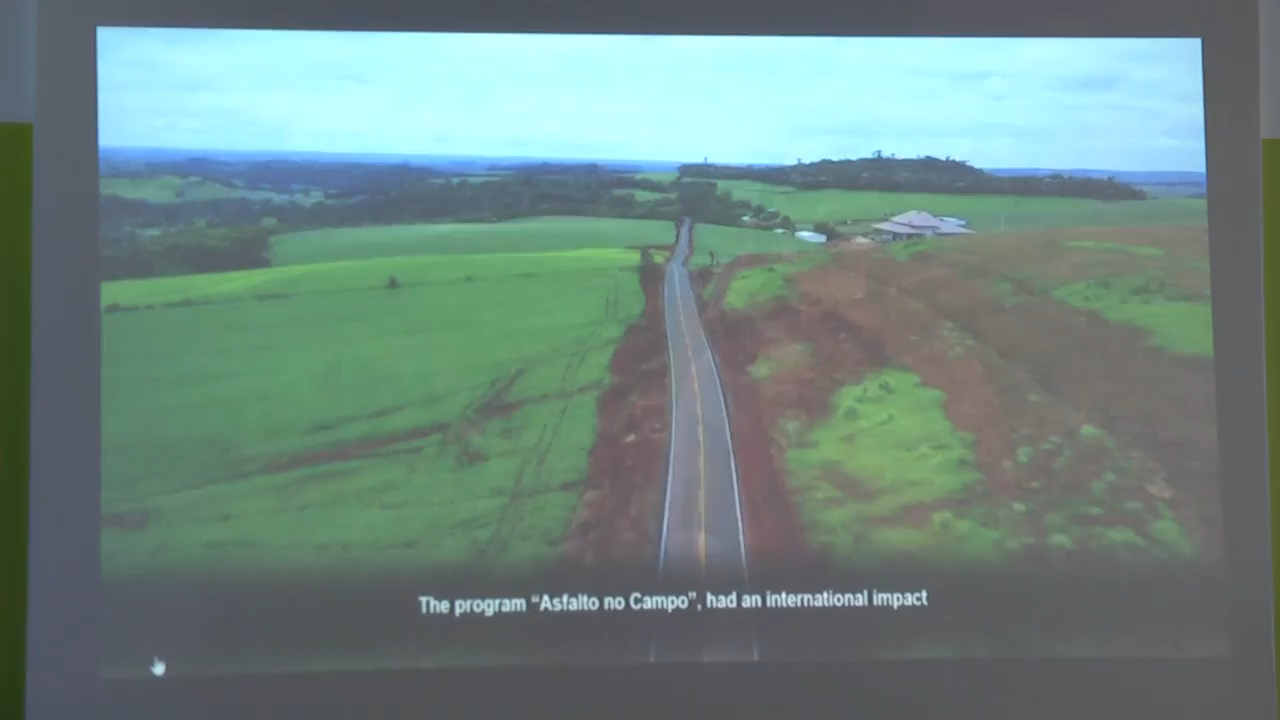 The program “Asfalto no Campo”, had an international impact